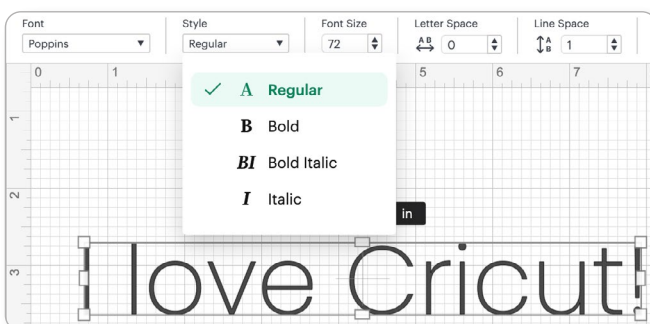 Font Style Font Size Letter Space Line Space
Poppins Regular 72 A B 0 A B 1
0 1 5 6 7
A Regular
1
B Bold
BI Bold Italic
2
I Italic
in
3
I love Cricut!